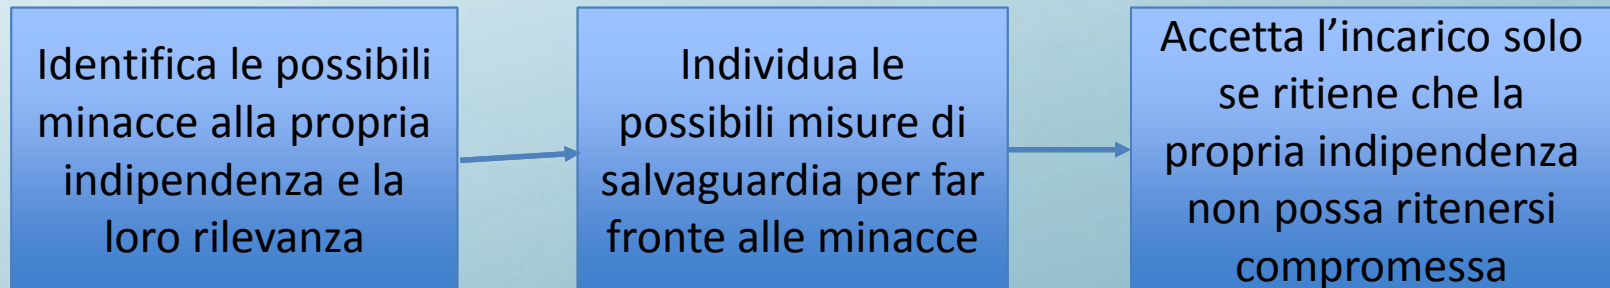 Identifica le possibili
minacce alla propria
indipendenza e la
loro rilevanza
Individua le
possibili misure di
salvaguardia per far
fronte alle minacce
Accetta l’incarico solo
se ritiene che la
propria indipendenza
non possa ritenersi
compromessa